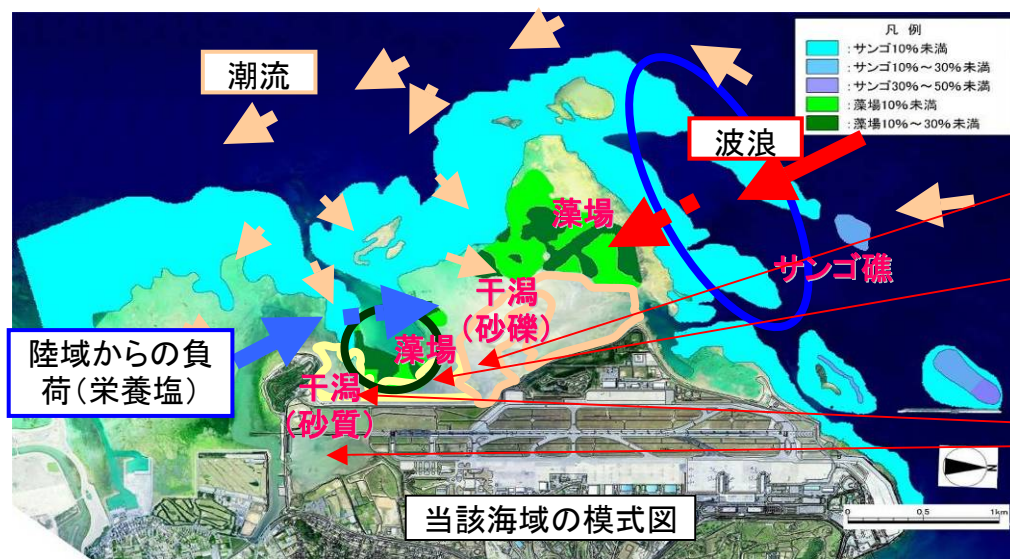 潮流
凡 例
：サンゴ10％未満
：サンゴ10％～30％未満
：サンゴ30％～50％未満
：藻場10％未満
：藻場10％～30％未満
波浪
藻場
サンゴ礁
干潟
（砂礫）
陸域からの負
荷（栄養塩）
藻場
干潟
（砂質）
当該海域の模式図
N
0 0.5 1km